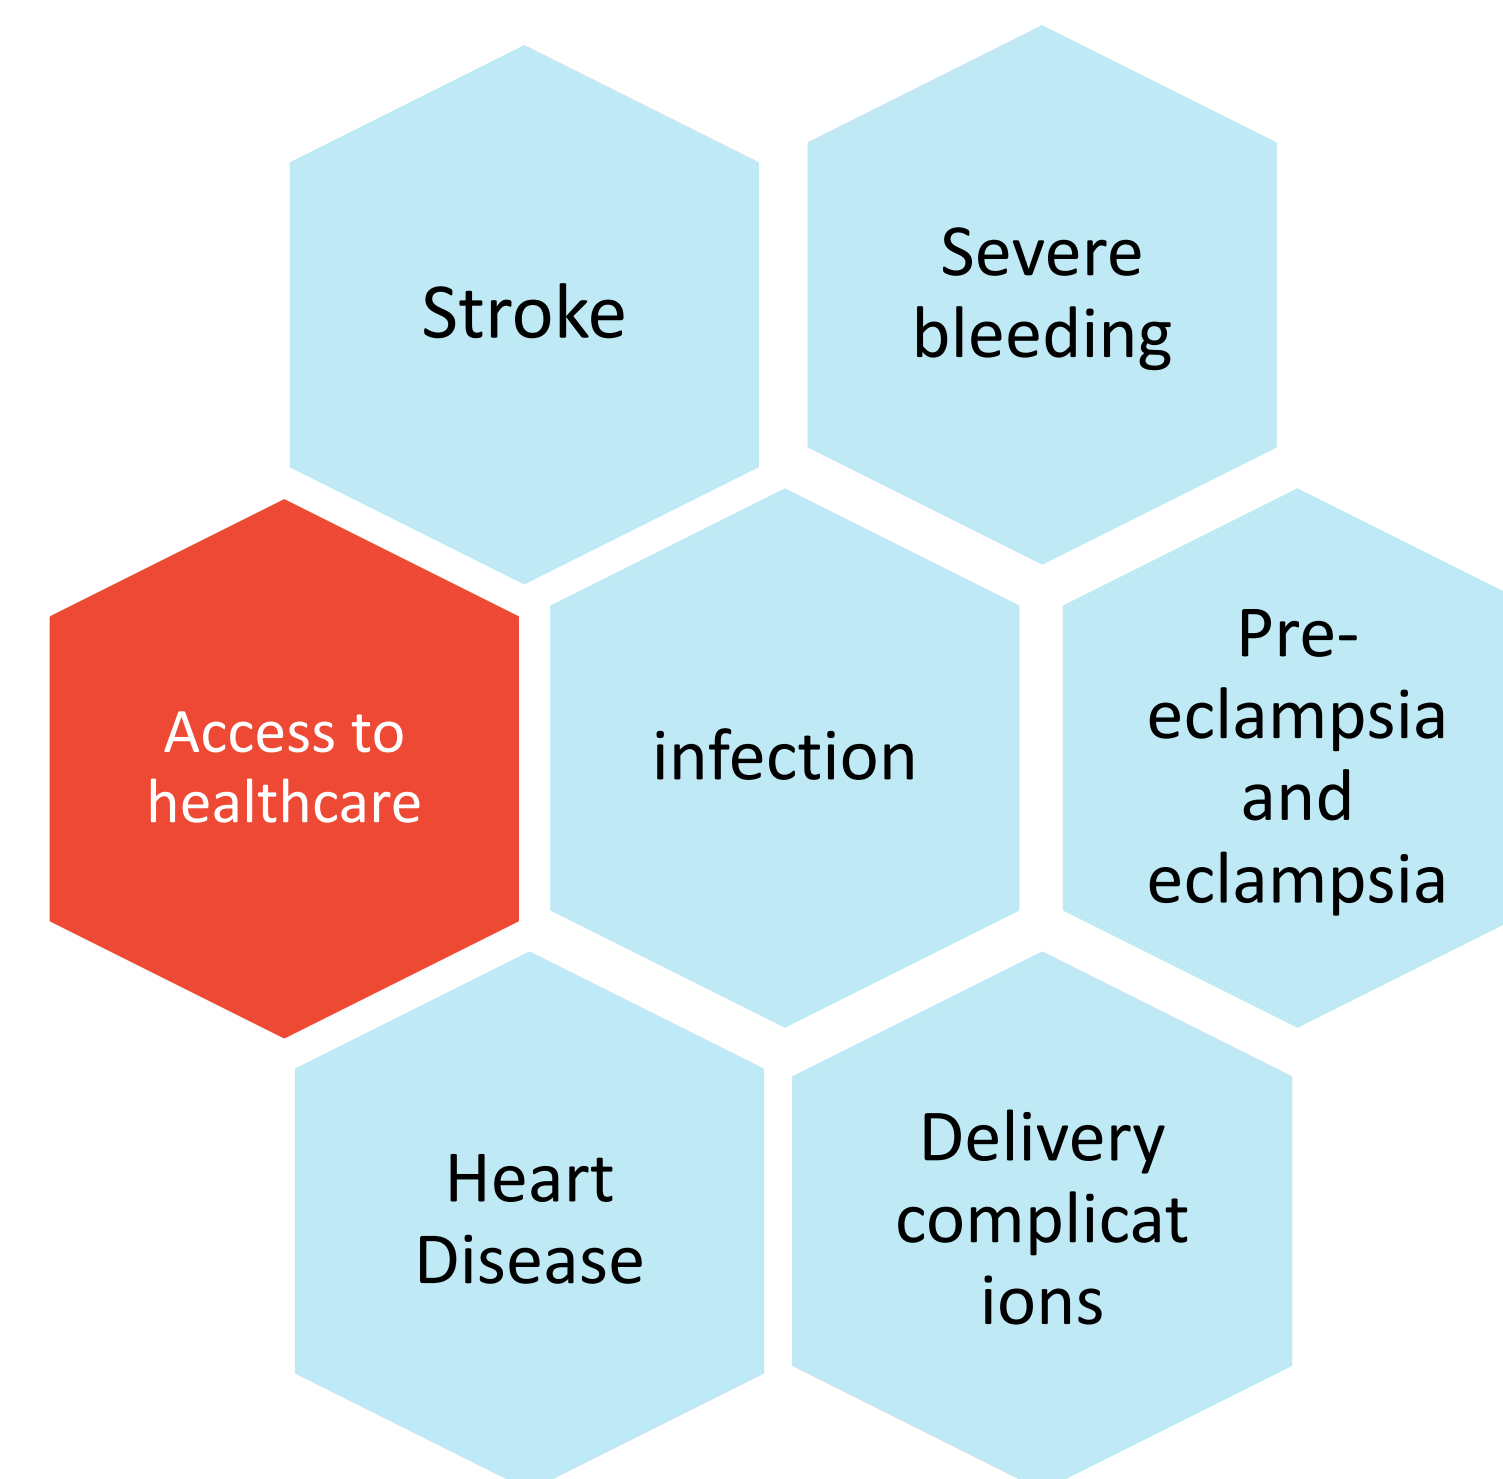 Stroke
Severe
bleeding
Access to
healthcare
infection
Pre-
eclampsia
and
eclampsia
Heart
Disease
Delivery
complicat
ions